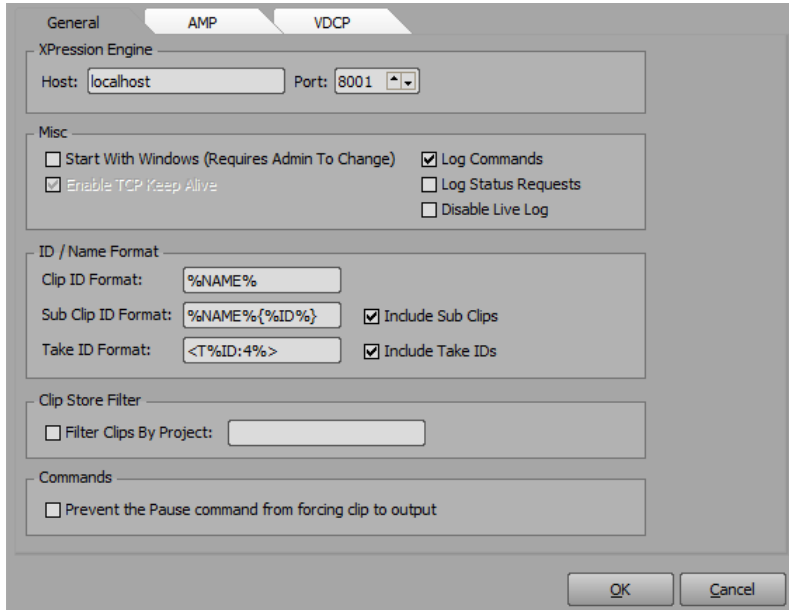 General AMP VDCP
XPression Engine
Host: localhost Port: 8001
Misc
Start With Windows (Requires Admin To Change) Log Commands
Enable TCP Keep Alive Log Status Requests
Disable Live Log
ID / Name Format
Clip ID Format: %NAME%
Sub Clip ID Format: %NAME%{%ID%} Include Sub Clips
Take ID Format: <T%ID:4%> Include Take IDs
Clip Store Filter
Filter Clips By Project:
Commands
Prevent the Pause command from forcing clip to output
OK Cancel